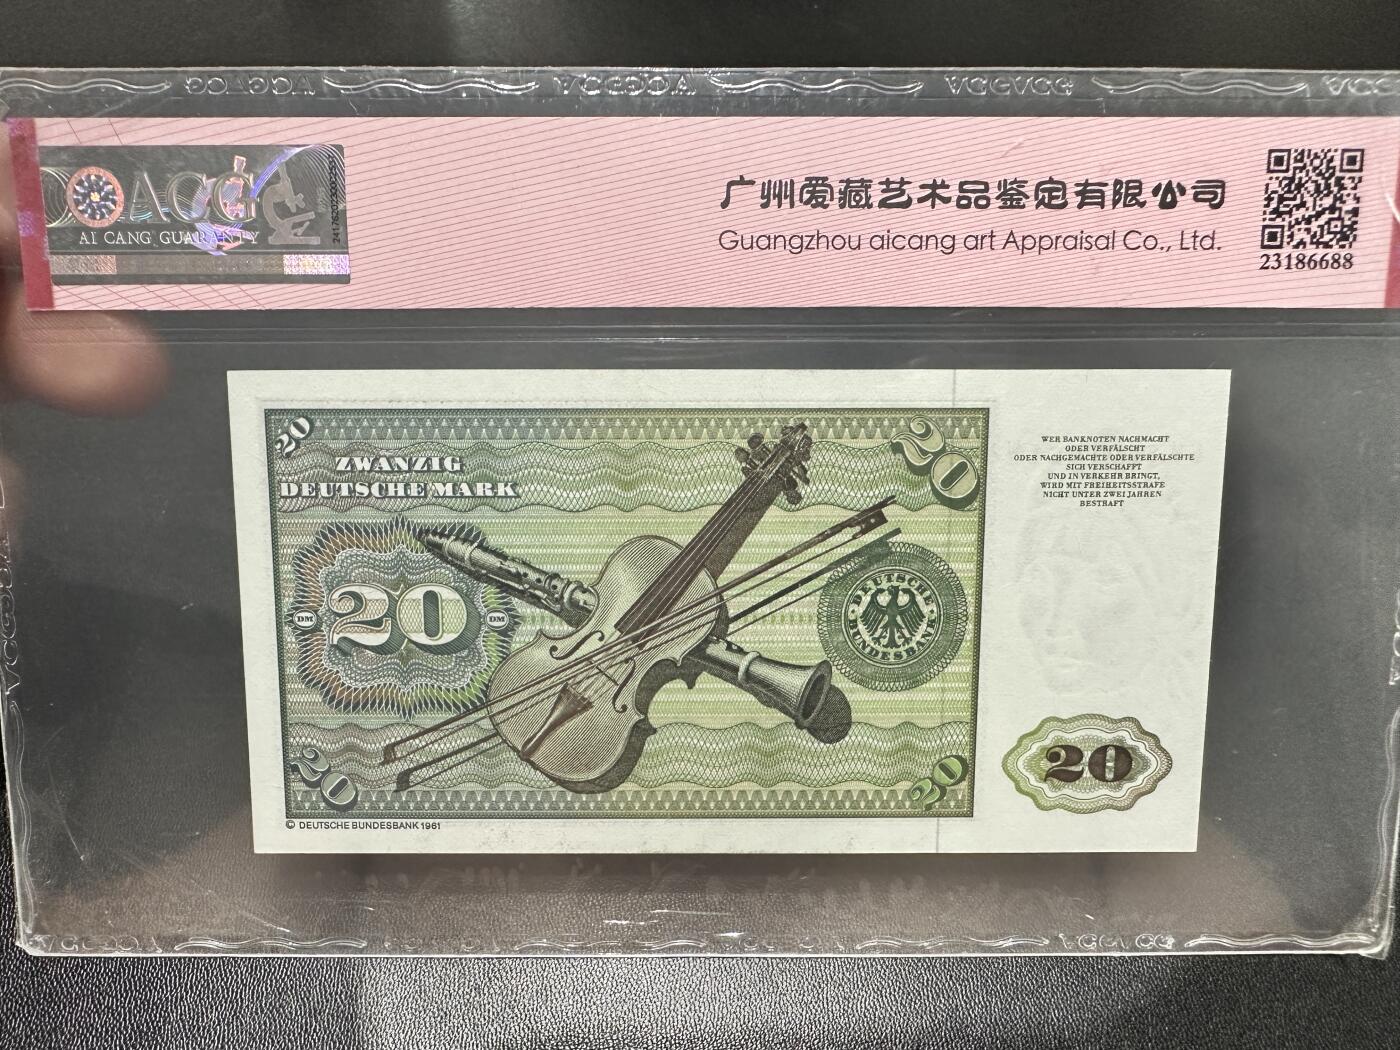 ACG
AI CANG GUARANTY
广州爱藏艺术品鉴定有限公司
Guangzhou aicang art Appraisal Co., Ltd.
23186688
20
ZWANZIG
DEUTSCHE MARK
20
WER BANKNOTEN NACHMACHT
ODER VERFÄLSCHT
ODER NACHGEMACHTE ODER VERFÄLSCHTE
SICH VERSCHAFFT
UND IN VERKEHR BRINGT,
WIRD MIT FREIHEITSSTRAFE
NICHT UNTER ZWEI JAHREN
BESTRAFT
DM
20
DM
DEUTSCHE
BUNDESBANK
20
20
20
© DEUTSCHE BUNDESBANK 1961